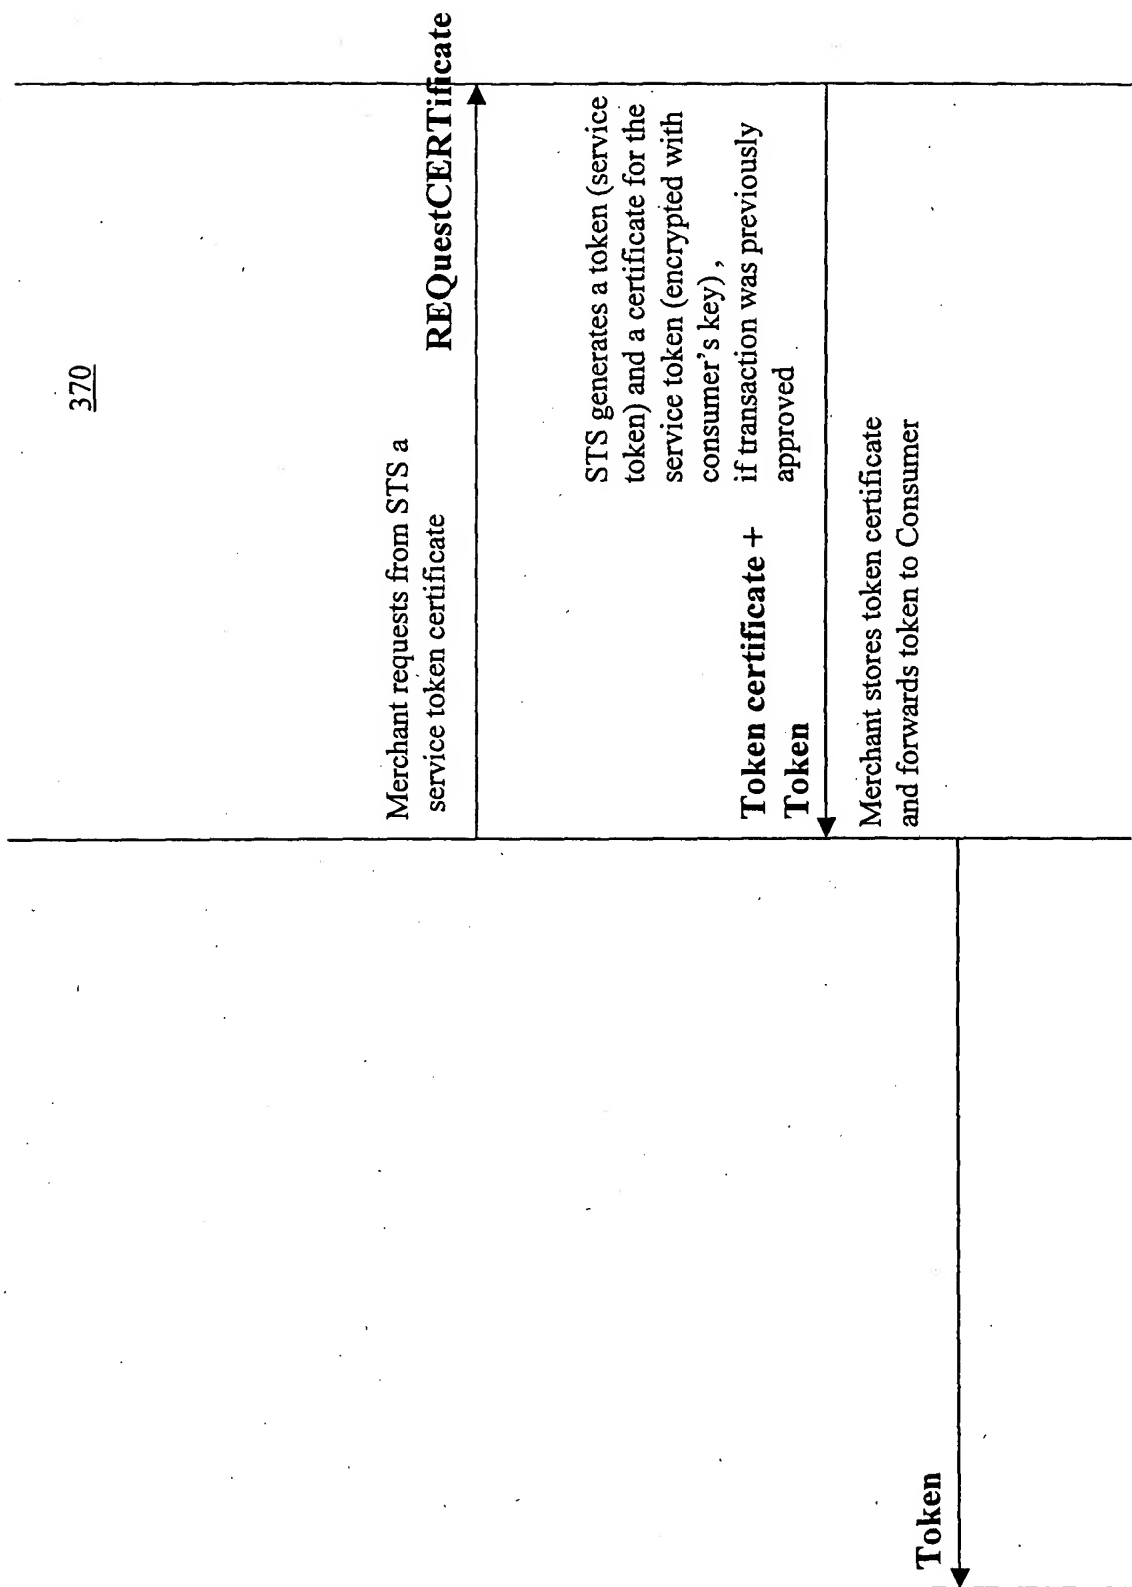 370
Merchant requests from STS a
service token certificate
REQuestCERTificate
STS generates a token (service
token) and a certificate for the
service token (encrypted with
consumer's key) ,
if transaction was previously
approved
Token certificate +
Token
Merchant stores token certificate
and forwards token to Consumer
Token